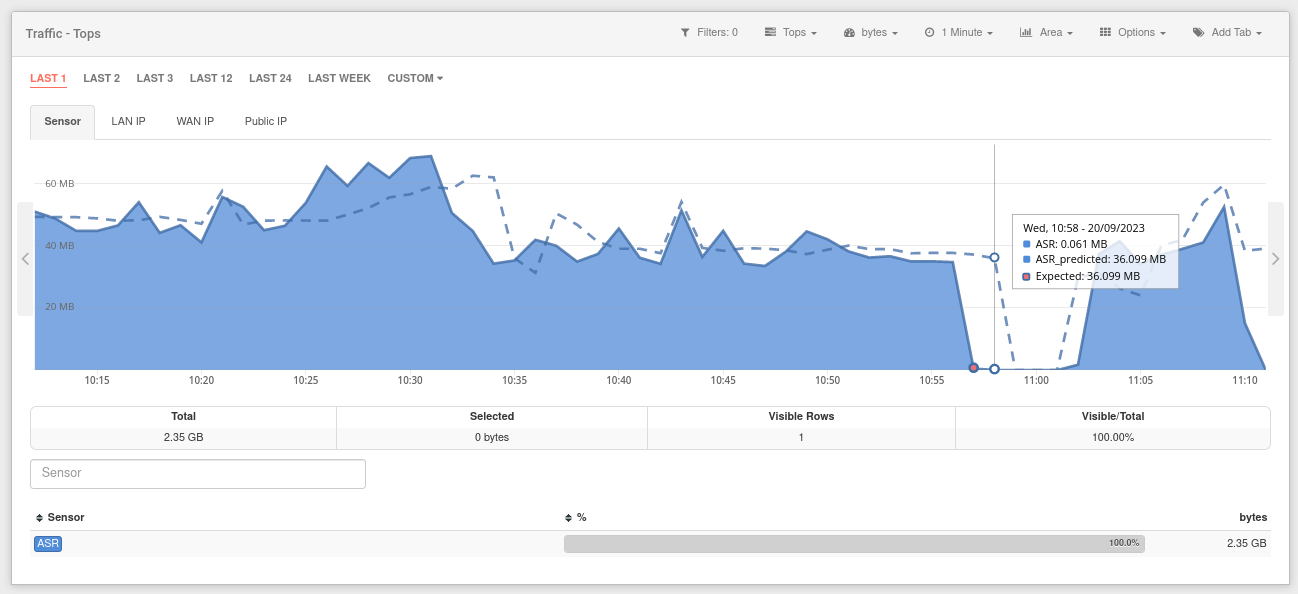 Traffic - Tops
Filters: 0
Tops
bytes
1 Minute
Area
Options
Add Tab
LAST 1 LAST 2 LAST 3 LAST 12 LAST 24 LAST WEEK CUSTOM
Sensor LAN IP WAN IP Public IP
60 MB
40 MB
20 MB
Wed, 10:58 - 20/09/2023
ASR: 0.061 MB
ASR_predicted: 36.099 MB
Expected: 36.099 MB
10:15 10:20 10:25 10:30 10:35 10:40 10:45 10:50 10:55 11:00 11:05 11:10
Total Selected Visible Rows Visible/Total
2.35 GB 0 bytes 1 100.00%
Sensor
Sensor % bytes
ASR 100.0% 2.35 GB